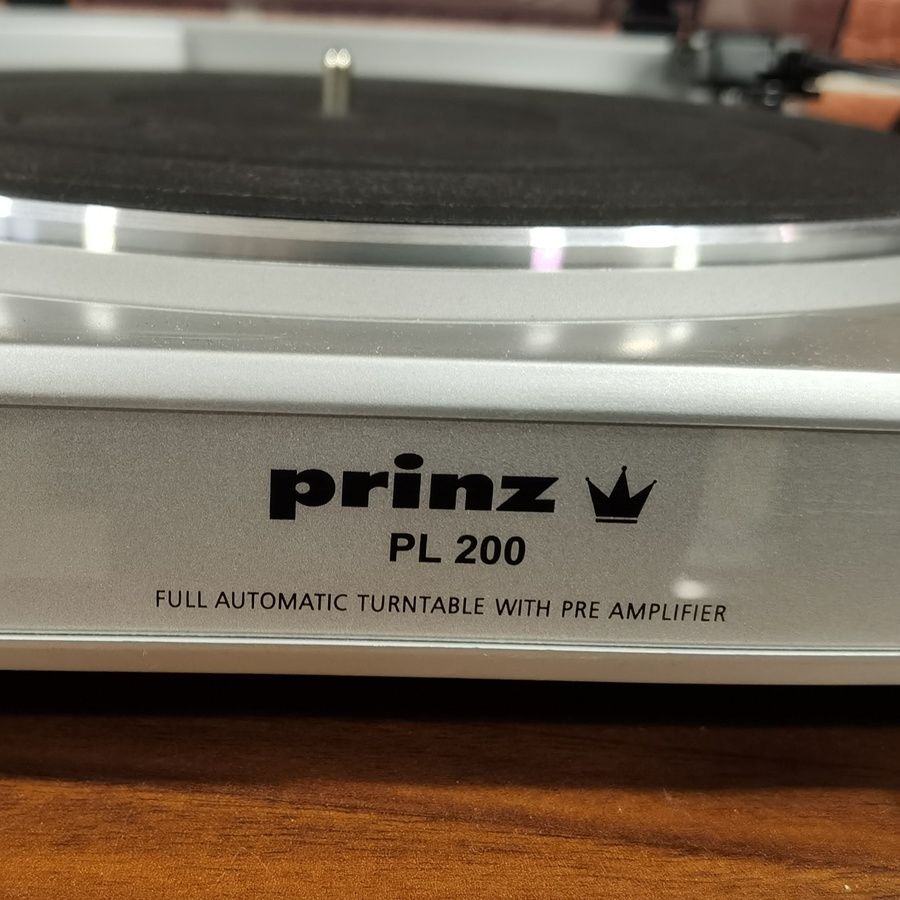 prinz
PL 200
FULL AUTOMATIC TURNTABLE WITH PRE AMPLIFIER